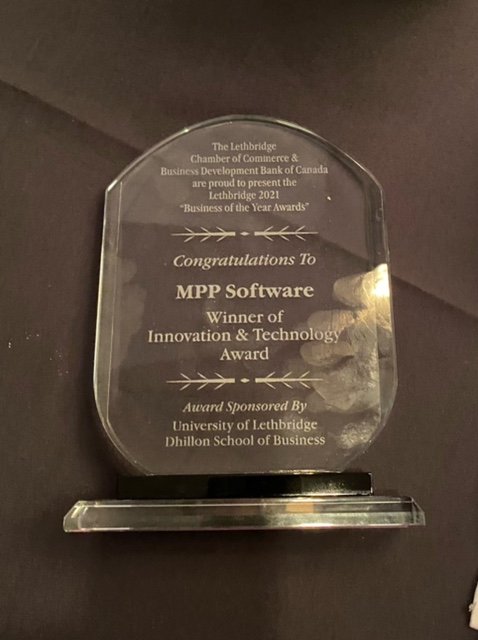 The Lethbridge
Chamber of Commerce &
Business Development Bank of Canada
are proud to present the
Lethbridge 2021
"Business of the Year Awards"
Congratulations To
MPP Software
Winner of
Innovation & Technology
Award
Award Sponsored By
University of Lethbridge
Dhillon School of Business